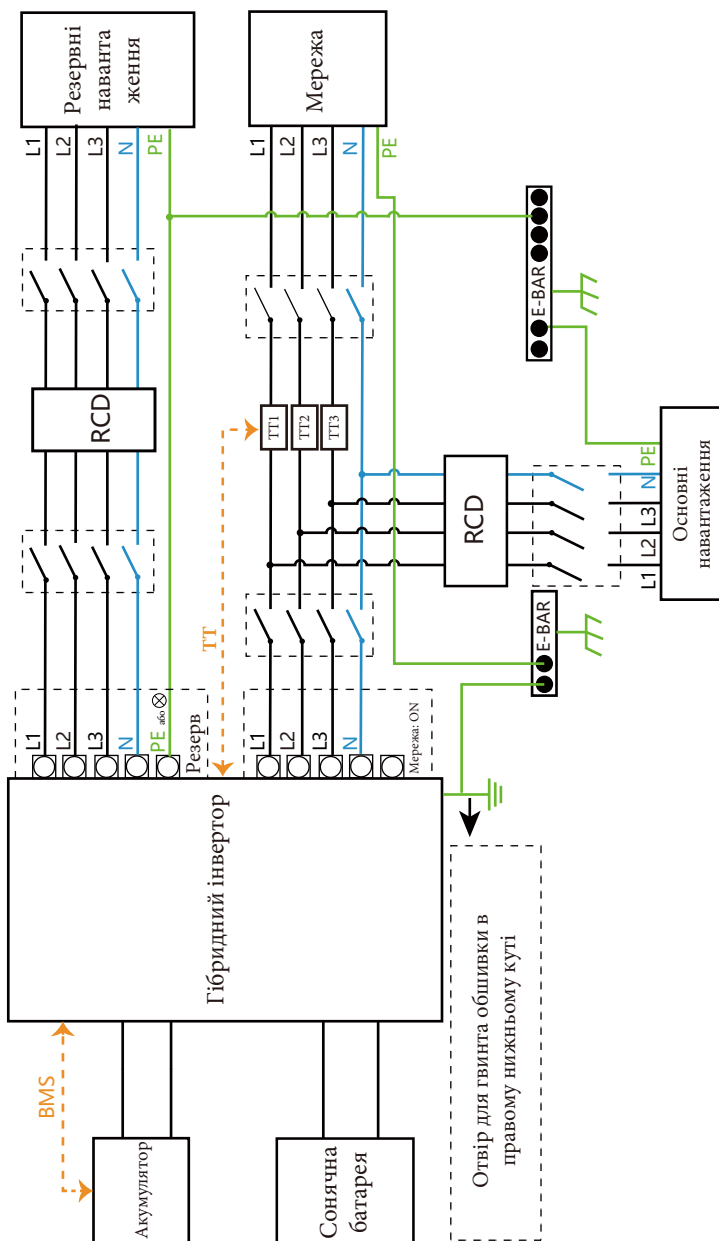 Резервні
наванта
ження
L1
L2
L3
N
PE
Мережа
L1
L2
L3
N
PE
E-BAR
RCD
TT1
TT2
TT3
RCD
L1
L2
L3
N
PE
Основні
навантаження
E-BAR
TT
L1
L2
L3
N
PE або
Резерв
L1
L2
L3
N
Мережа: ON
Гібридний інвертор
BMS
Акумулятор
Сонячна
батарея
Отвір для гвинта обшивки в
правому нижньому куті